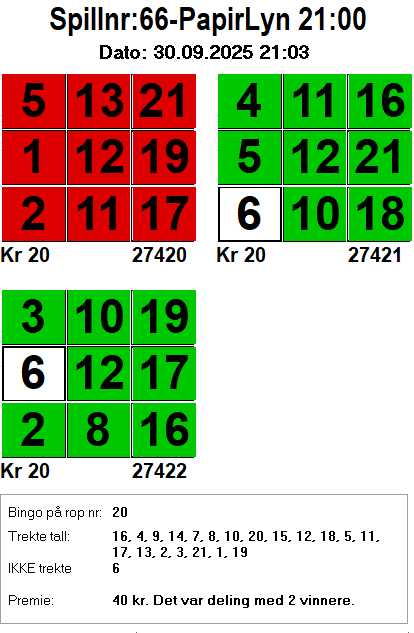 Spillnr:66-PapirLyn 21:00
Dato: 30.09.2025 21:03
5 13 21
1 12 19
2 11 17
Kr 20 27420
4 11 16
5 12 21
6 10 18
Kr 20 27421
3 10 19
6 12 17
2 8 16
Kr 20 27422
Bingo på rop nr: 20
Trekte tall: 16, 4, 9, 14, 7, 8, 10, 20, 15, 12, 18, 5, 11,
17, 13, 2, 3, 21, 1, 19
IKKE trekte 6
Premie: 40 kr. Det var deling med 2 vinnere.